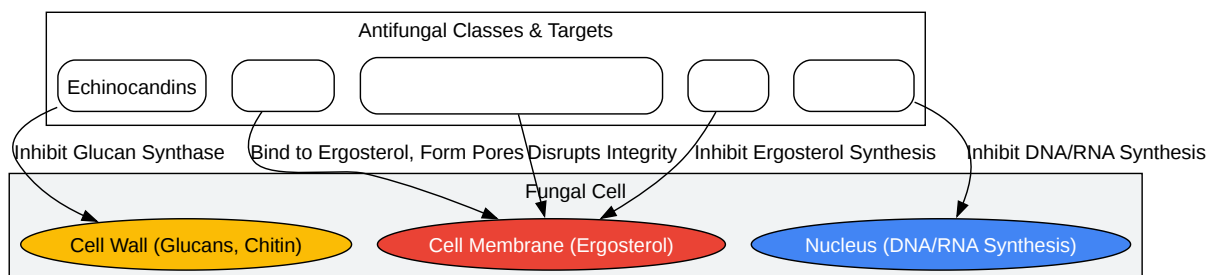 Antifungal Classes & Targets
Echinocandins
Inhibit Glucan Synthase
Bind to Ergosterol, Form Pores
Disrupts Integrity
Inhibit Ergosterol Synthesis
Inhibit DNA/RNA Synthesis
Fungal Cell
Cell Wall (Glucans, Chitin)
Cell Membrane (Ergosterol)
Nucleus (DNA/RNA Synthesis)